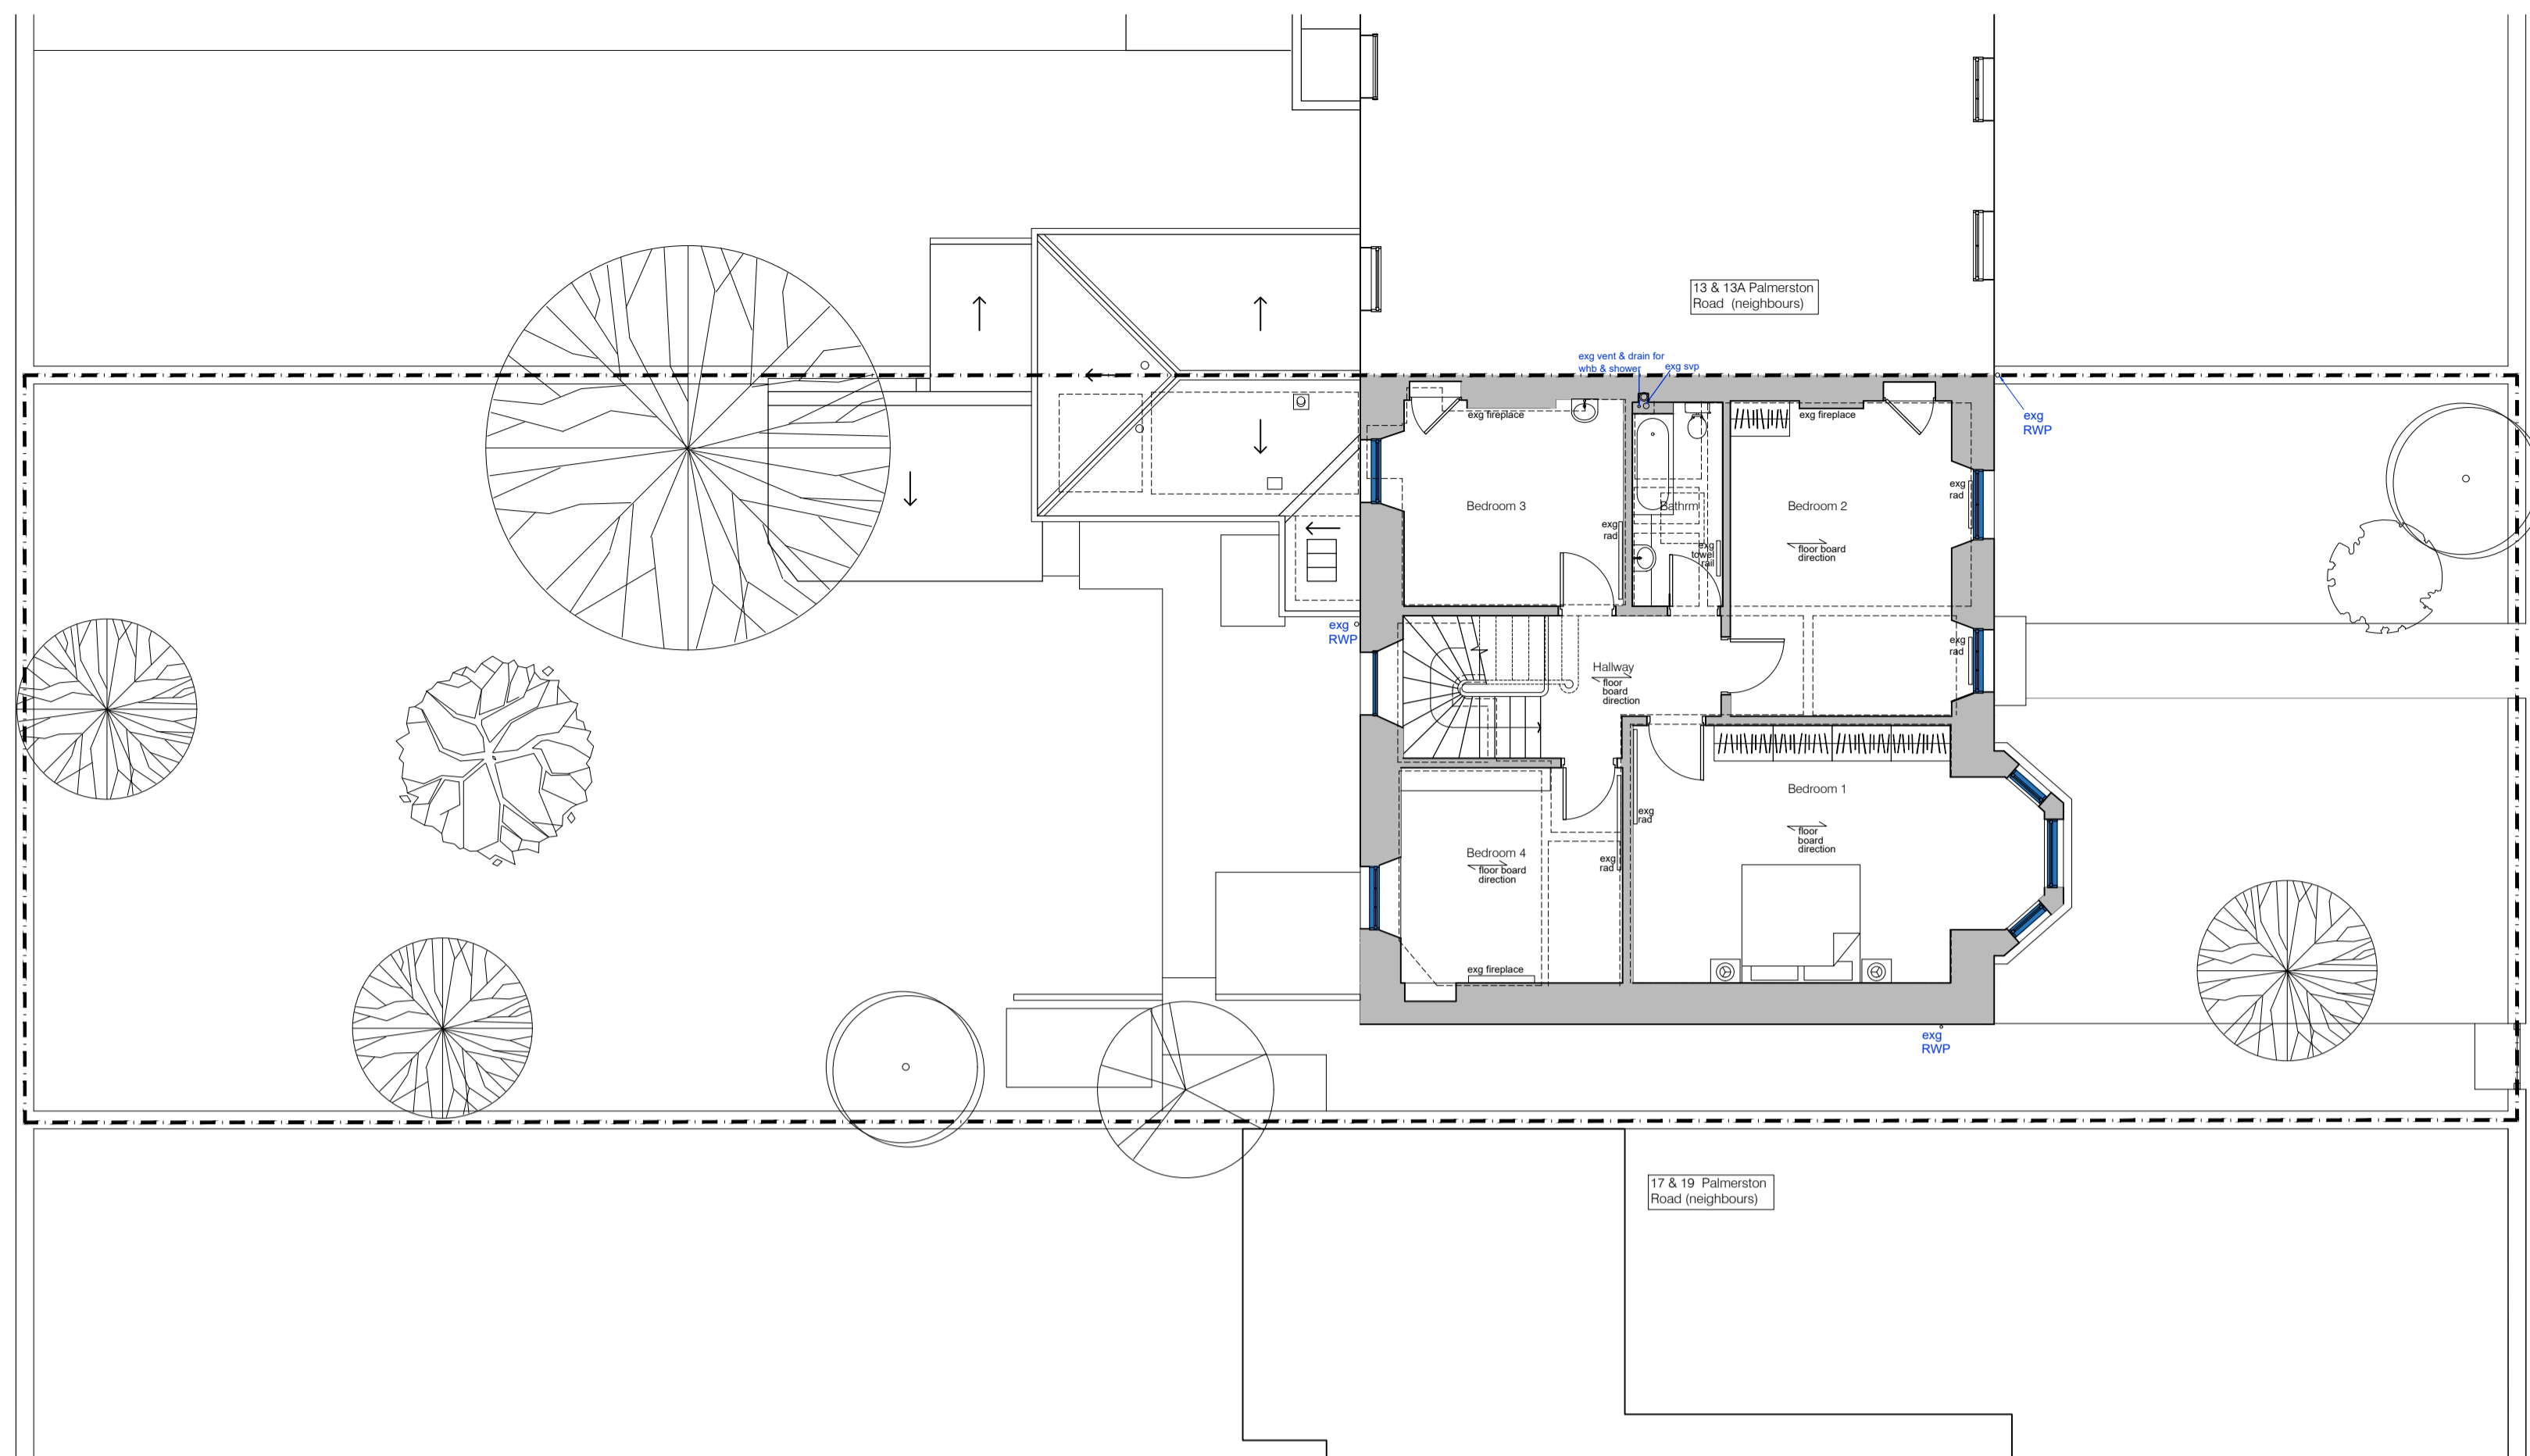 13 & 13A Palmerston
Road (neighbours)
exg vent & drain for
whb & shower
exg svp
exg fireplace
exg fireplace
exg
RWP
Bedroom 3
Bathrm
Bedroom 2
exg
rad
exg
rad
exg
towel
rail
floor board
direction
exg
RWP
exg
rad
Hallway
floor
board
direction
Bedroom 1
exg
rad
floor
board
direction
Bedroom 4
exg
rad
floor board
direction
exg fireplace
exg
RWP
17 & 19 Palmerston
Road (neighbours)